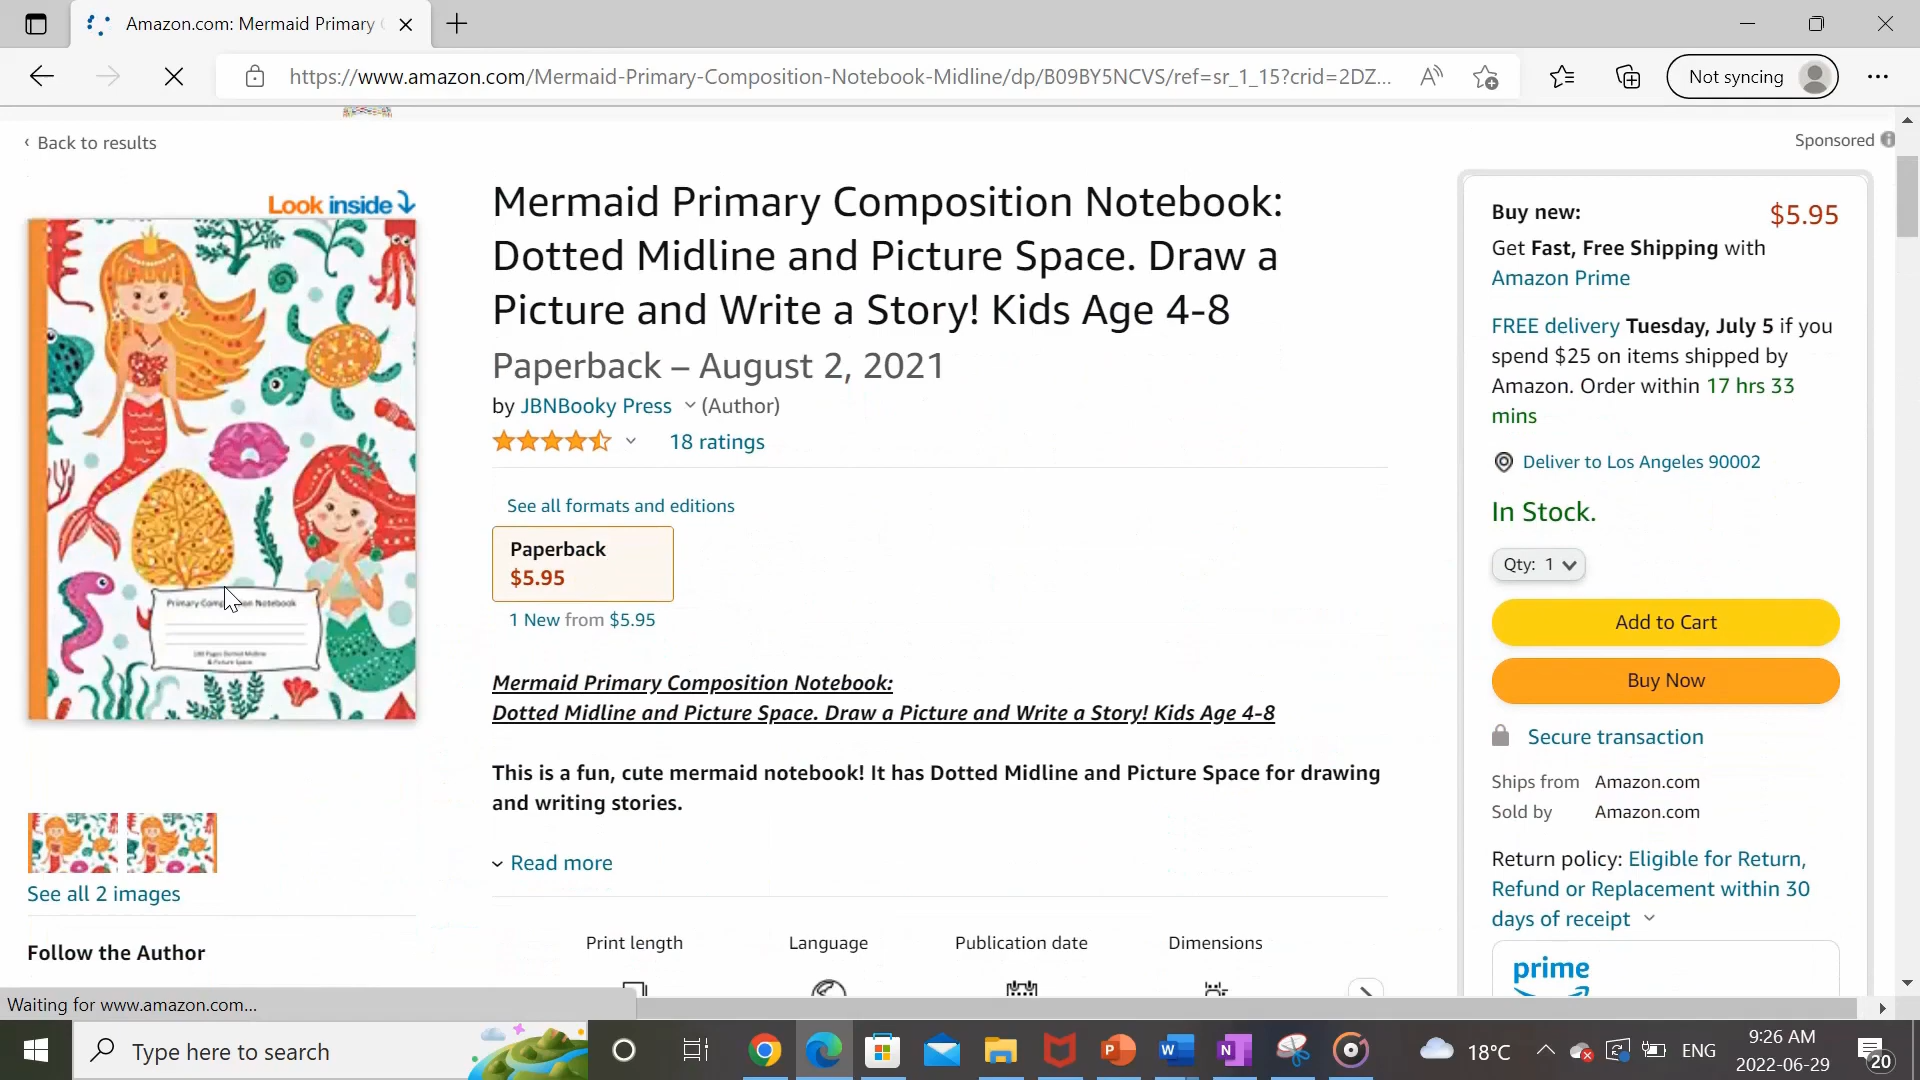 Amazon.com: Mermaid Primary
https://www.amazon.com/Mermaid-Primary-Composition-Notebook-Midline/dp/B09BY5NCVS/ref=sr_1_15?crid=2DZ...
Not syncing
‹ Back to results
Sponsored
Look inside
Primary Composition Notebook
100 Pages Dotted Midline
& Picture Space
See all 2 images
Follow the Author
Mermaid Primary Composition Notebook:
Dotted Midline and Picture Space. Draw a
Picture and Write a Story! Kids Age 4-8
Paperback – August 2, 2021
by JBNBooky Press (Author)
18 ratings
See all formats and editions
Paperback
$5.95
1 New from $5.95
Mermaid Primary Composition Notebook:
Dotted Midline and Picture Space. Draw a Picture and Write a Story! Kids Age 4-8
This is a fun, cute mermaid notebook! It has Dotted Midline and Picture Space for drawing
and writing stories.
Read more
Print length Language Publication date Dimensions
Buy new: $5.95
Get Fast, Free Shipping with
Amazon Prime
FREE delivery Tuesday, July 5 if you
spend $25 on items shipped by
Amazon. Order within 17 hrs 33
mins
Deliver to Los Angeles 90002
In Stock.
Qty: 1
Add to Cart
Buy Now
Secure transaction
Ships from Amazon.com
Sold by Amazon.com
Return policy: Eligible for Return,
Refund or Replacement within 30
days of receipt
prime
Waiting for www.amazon.com...
Type here to search
18°C
ENG
9:26 AM
2022-06-29
20